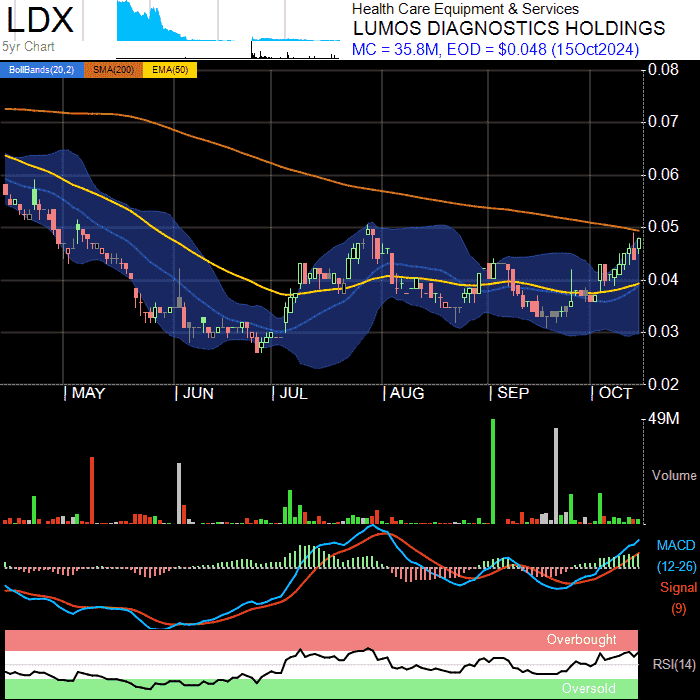 LDX
5yr Chart
Health Care Equipment & Services
LUMOS DIAGNOSTICS HOLDINGS
MC = 35.8M, EOD = $0.048 (15Oct2024)
BollBands(20,2) SMA(200) EMA(50)
0.08
0.07
0.06
0.05
0.04
0.03
0.02
MAY JUN JUL AUG SEP OCT
49M
Volume
MACD
(12-26)
Signal
(9)
Overbought
RSI(14)
Oversold